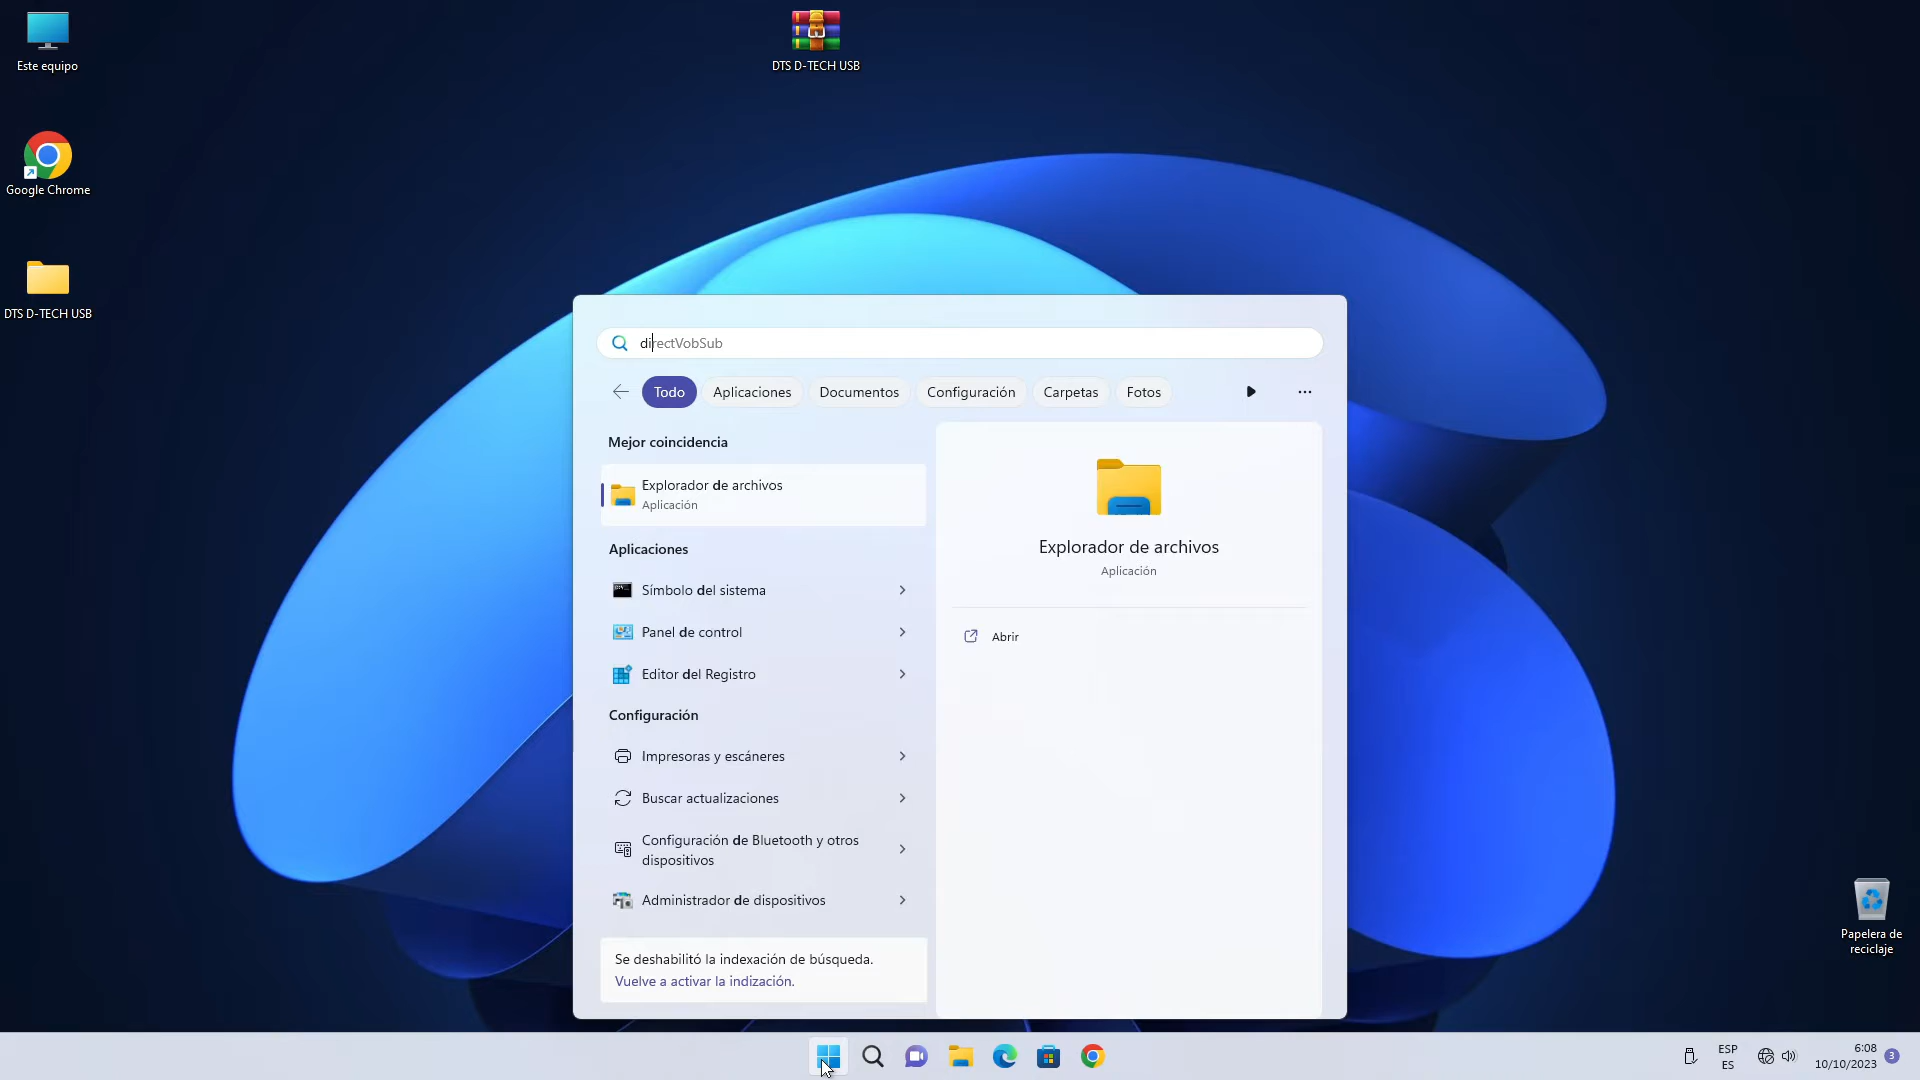 Este equipo
DTS D-TECH USB
Google Chrome
DTS D-TECH USB
directVobSub
Todo
Aplicaciones
Documentos
Configuración
Carpetas
Fotos
Mejor coincidencia
Explorador de archivos
Aplicación
Aplicaciones
Símbolo del sistema
Panel de control
Editor del Registro
Configuración
Impresoras y escáneres
Buscar actualizaciones
Configuración de Bluetooth y otros
dispositivos
Administrador de dispositivos
Se deshabilitó la indexación de búsqueda.
Vuelve a activar la indización.
Explorador de archivos
Aplicación
Abrir
Papelera de
reciclaje
ESP
ES
6:08
10/10/2023
3